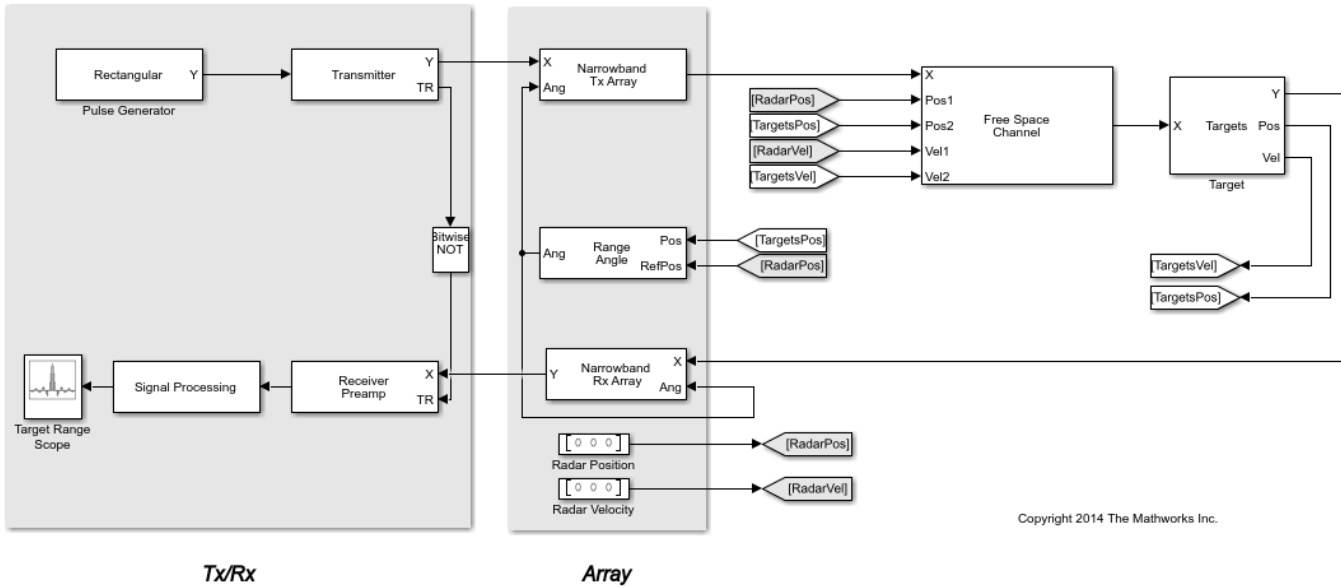 Rectangular
Y
Pulse Generator
Transmitter
Y
TR
Bitwise
NOT
Target Range
Scope
Signal Processing
Receiver
Preamp
X
TR
Tx/Rx
X
Ang
Narrowband
Tx Array
Ang
Range
Angle
Pos
RefPos
[TargetsPos]
[RadarPos]
Y
Narrowband
Rx Array
X
Ang
[ 0 0 0 ]
Radar Position
[RadarPos]
[ 0 0 0 ]
Radar Velocity
[RadarVel]
Array
[RadarPos]
[TargetsPos]
[RadarVel]
[TargetsVel]
X
Pos1
Pos2
Vel1
Vel2
Free Space
Channel
X
Targets
Y
Pos
Vel
Target
[TargetsVel]
[TargetsPos]
Copyright 2014 The Mathworks Inc.